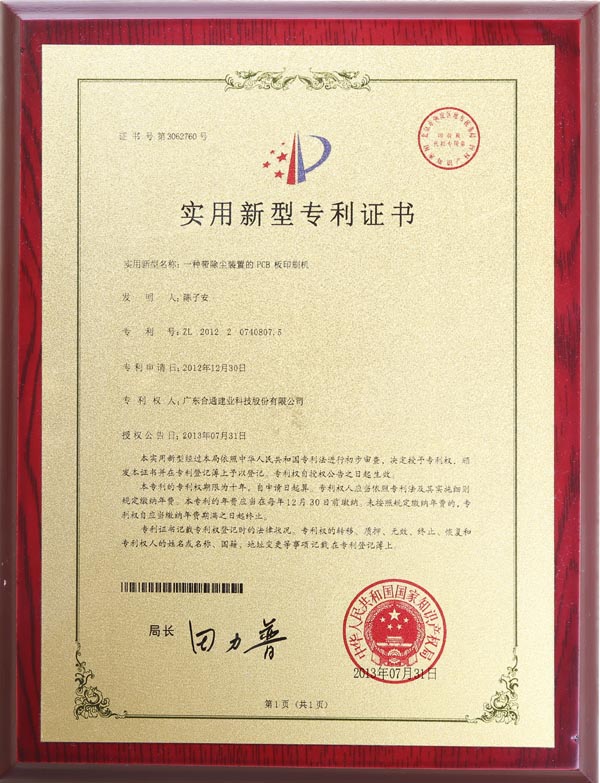 证书号第3062760号
实用新型专利证书
实用新型名称：一种带除尘装置的PCB板印刷机
发明人：陈子安
专利号：ZL 2012 2 0740807.5
专利申请日：2012年12月30日
专利权人：广东合通建业科技股份有限公司
授权公告日：2013年07月31日
本实用新型经过本局依照中华人民共和国专利法进行初步审查，决定授予专利权，颁
发本证书并在专利登记簿上予以登记。专利权自授权公告之日起生效。
本专利的专利权期限为十年，自申请日起算。专利权人应当依照专利法及其实施细则
规定缴纳年费。本专利的年费应当在每年12月30日前缴纳。未按照规定缴纳年费的，专
利权自应当缴纳年费期满之日起终止。
专利证书记载专利权登记时的法律状况。专利权的转移、质押、无效、终止、恢复和
专利权人的姓名或名称、国籍、地址变更等事项记载在专利登记簿上。
局长
田力普
中华人民共和国国家知识产权局
2013年07月31日
第1页（共1页）